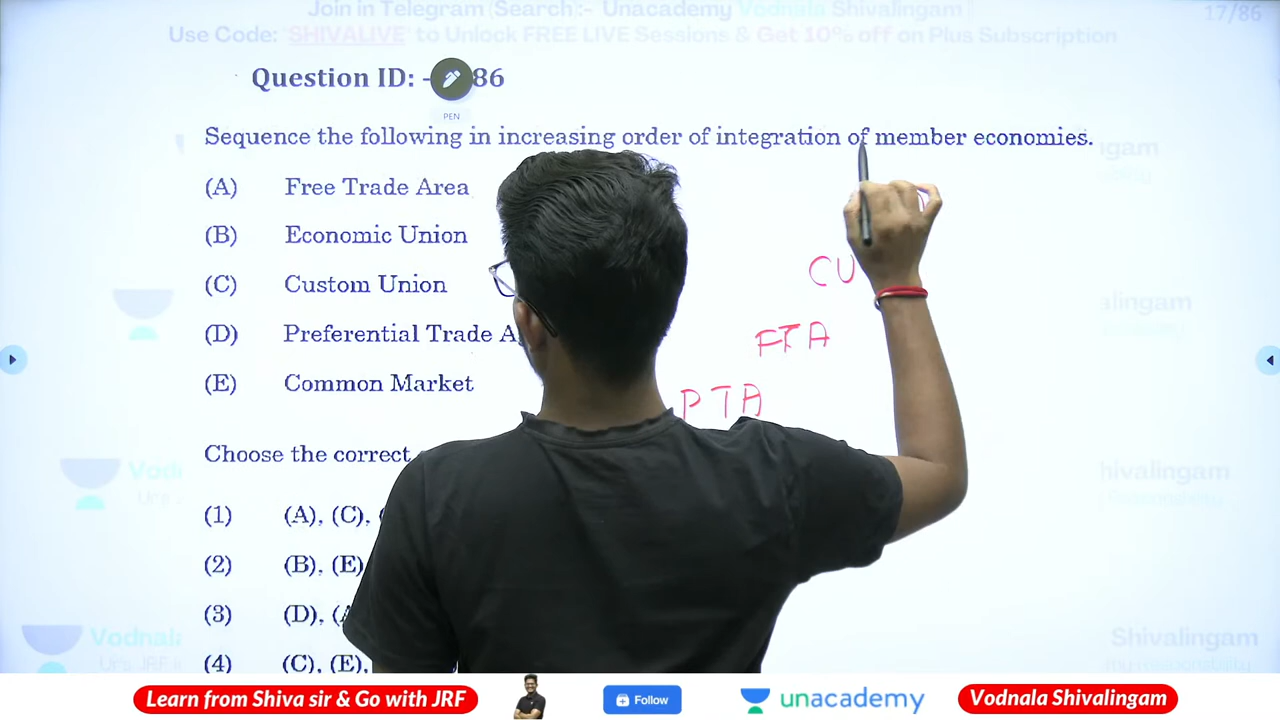 Join in Telegram (Search):- Unacademy Vodnala Shivalingam
17/86
Use Code: 'SHIVALIVE' to Unlock FREE LIVE Sessions & Get 10% off on Plus Subscription
Question ID: - 86
PEN
Sequence the following in increasing order of integration of member economies.
(A) Free Trade Area
(B) Economic Union
(C) Custom Union
(D) Preferential Trade A
(E) Common Market
CU
FTA
PTA
Choose the correct
(1) (A), (C),
(2) (B), (E)
(3) (D), (A
(4) (C), (E),
Vodnala
Shivalingam
Learn from Shiva sir & Go with JRF
Follow
unacademy
Vodnala Shivalingam